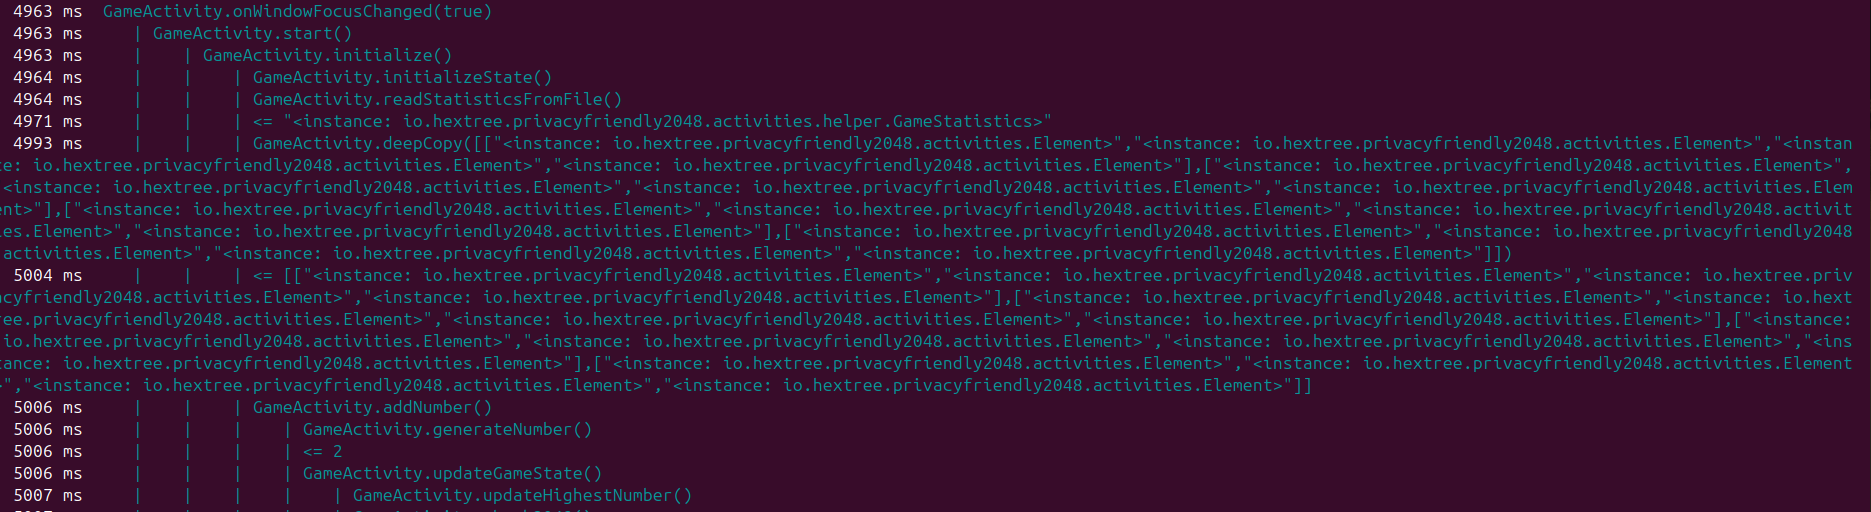 4963 ms  GameActivity.onWindowFocusChanged(true)
4963 ms     | GameActivity.start()
4963 ms     |    | GameActivity.initialize()
4964 ms     |    |    | GameActivity.initializeState()
4964 ms     |    |    | GameActivity.readStatisticsFromFile()
4971 ms     |    |    | <= "<instance: io.hextree.privacyfriendly2048.activities.helper.GameStatistics>"
4993 ms     |    |    | GameActivity.deepCopy([["<instance: io.hextree.privacyfriendly2048.activities.Element>","<instance: io.hextree.privacyfriendly2048.activities.Element>","<instan
ce: io.hextree.privacyfriendly2048.activities.Element>","<instance: io.hextree.privacyfriendly2048.activities.Element>"],["<instance: io.hextree.privacyfriendly2048.activities.Element>",
"<instance: io.hextree.privacyfriendly2048.activities.Element>","<instance: io.hextree.privacyfriendly2048.activities.Element>","<instance: io.hextree.privacyfriendly2048.activities.Elem
ent>"],["<instance: io.hextree.privacyfriendly2048.activities.Element>","<instance: io.hextree.privacyfriendly2048.activities.Element>","<instance: io.hextree.privacyfriendly2048.activit
ies.Element>","<instance: io.hextree.privacyfriendly2048.activities.Element>"],["<instance: io.hextree.privacyfriendly2048.activities.Element>","<instance: io.hextree.privacyfriendly2048
.activities.Element>","<instance: io.hextree.privacyfriendly2048.activities.Element>","<instance: io.hextree.privacyfriendly2048.activities.Element>"]])
5004 ms     |    |    | <= [["<instance: io.hextree.privacyfriendly2048.activities.Element>","<instance: io.hextree.privacyfriendly2048.activities.Element>","<instance: io.hextree.priv
acyfriendly2048.activities.Element>","<instance: io.hextree.privacyfriendly2048.activities.Element>"],["<instance: io.hextree.privacyfriendly2048.activities.Element>","<instance: io.hext
ree.privacyfriendly2048.activities.Element>","<instance: io.hextree.privacyfriendly2048.activities.Element>","<instance: io.hextree.privacyfriendly2048.activities.Element>"],["<instance:
io.hextree.privacyfriendly2048.activities.Element>","<instance: io.hextree.privacyfriendly2048.activities.Element>","<instance: io.hextree.privacyfriendly2048.activities.Element>","<ins
tance: io.hextree.privacyfriendly2048.activities.Element>"],["<instance: io.hextree.privacyfriendly2048.activities.Element>","<instance: io.hextree.privacyfriendly2048.activities.Element
>","<instance: io.hextree.privacyfriendly2048.activities.Element>","<instance: io.hextree.privacyfriendly2048.activities.Element>"]]
5006 ms     |    |    | GameActivity.addNumber()
5006 ms     |    |    |    | GameActivity.generateNumber()
5006 ms     |    |    |    | <= 2
5006 ms     |    |    |    | GameActivity.updateGameState()
5007 ms     |    |    |    |    | GameActivity.updateHighestNumber()